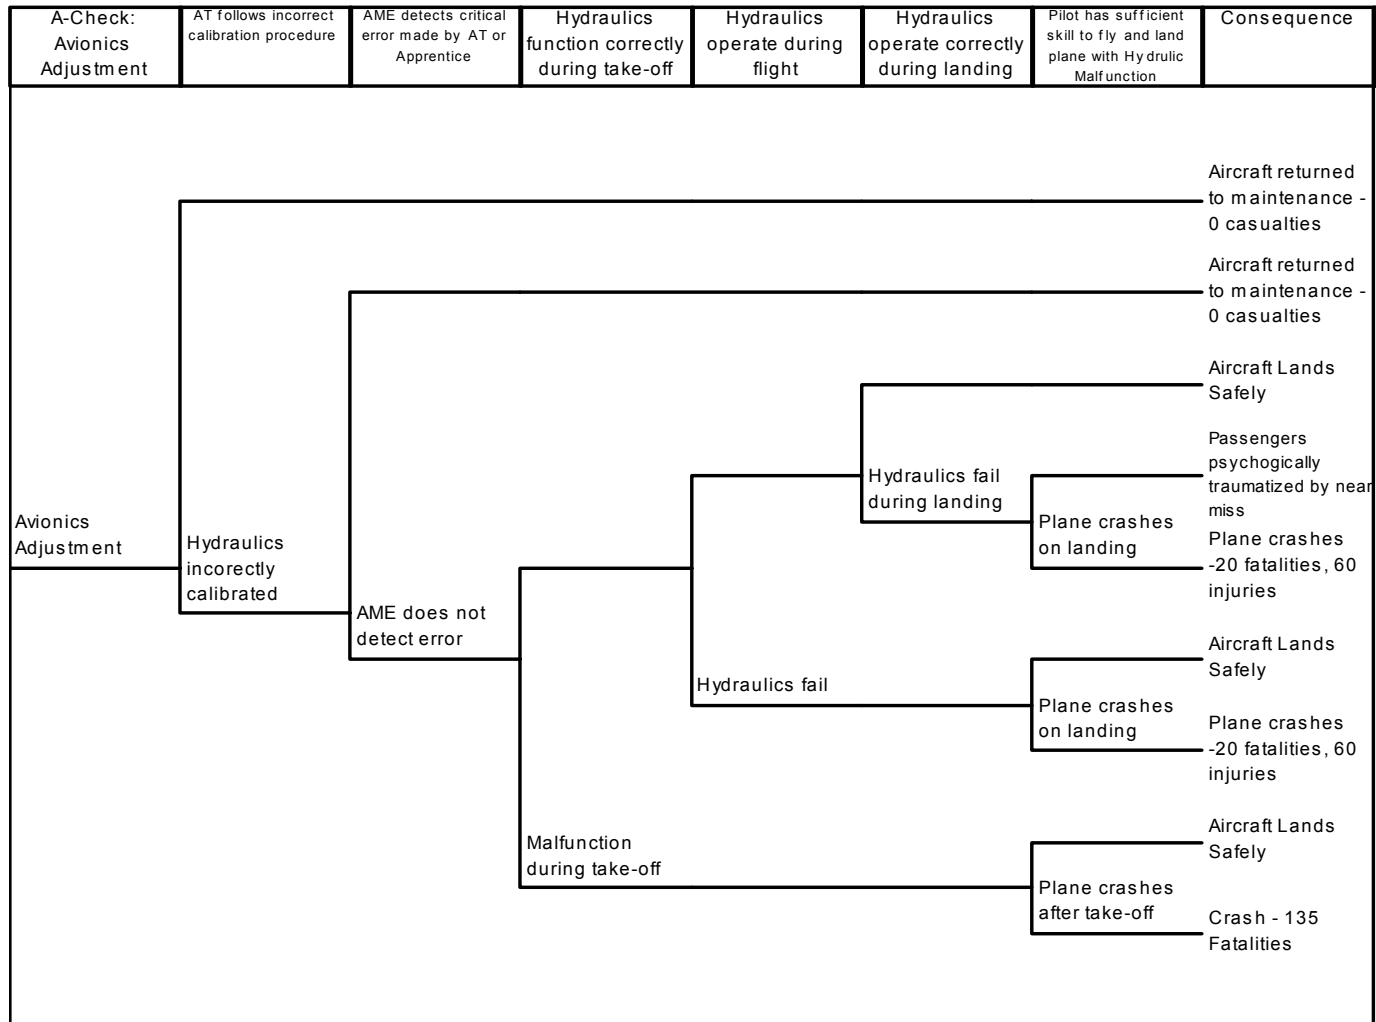 A-Check:
Avionics
Adjustment
AT follows incorrect
calibration procedure
AME detects critical
error made by AT or
Apprentice
Hydraulics
function correctly
during take-off
Hydraulics
operate during
flight
Hydraulics
operate correctly
during landing
Pilot has sufficient
skill to fly and land
plane with Hydrulic
Malfunction
Consequence
Aircraft returned
to maintenance -
0 casualties
Aircraft returned
to maintenance -
0 casualties
Aircraft Lands
Safely
Passengers
psychogically
traumatized by near
miss
Hydraulics fail
during landing
Plane crashes
on landing
Plane crashes
-20 fatalities, 60
injuries
Avionics
Adjustment
Hydraulics
incorectly
calibrated
AME does not
detect error
Hydraulics fail
Aircraft Lands
Safely
Plane crashes
on landing
Plane crashes
-20 fatalities, 60
injuries
Malfunction
during take-off
Aircraft Lands
Safely
Plane crashes
after take-off
Crash - 135
Fatalities